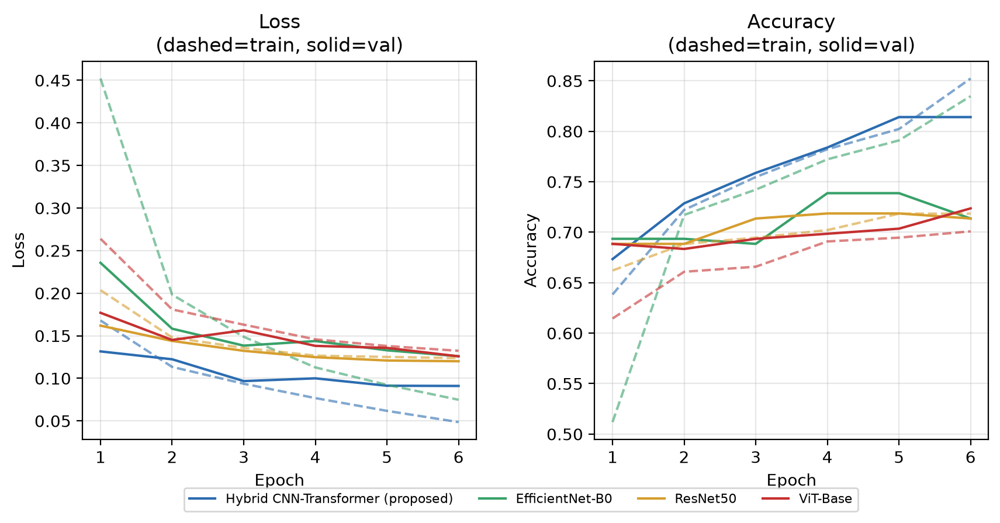 Loss
(dashed=train, solid=val)
0.45
0.40
0.35
0.30
0.25
0.20
0.15
0.10
0.05
Loss
1 2 3 4 5 6
Epoch
Accuracy
(dashed=train, solid=val)
0.85
0.80
0.75
0.70
0.65
0.60
0.55
0.50
Accuracy
1 2 3 4 5 6
Epoch
Hybrid CNN-Transformer (proposed) EfficientNet-B0 ResNet50 ViT-Base